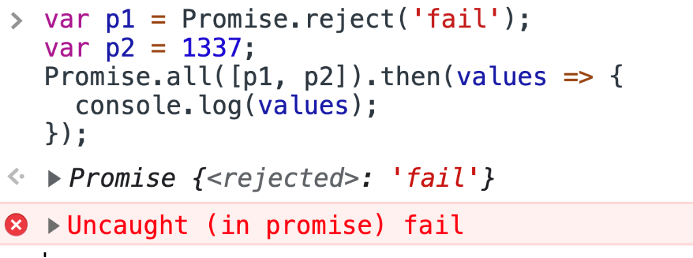 var p1 = Promise.reject('fail');
var p2 = 1337;
Promise.all([p1, p2]).then(values => {
  console.log(values);
});
Promise {<rejected>: 'fail'}
Uncaught (in promise) fail